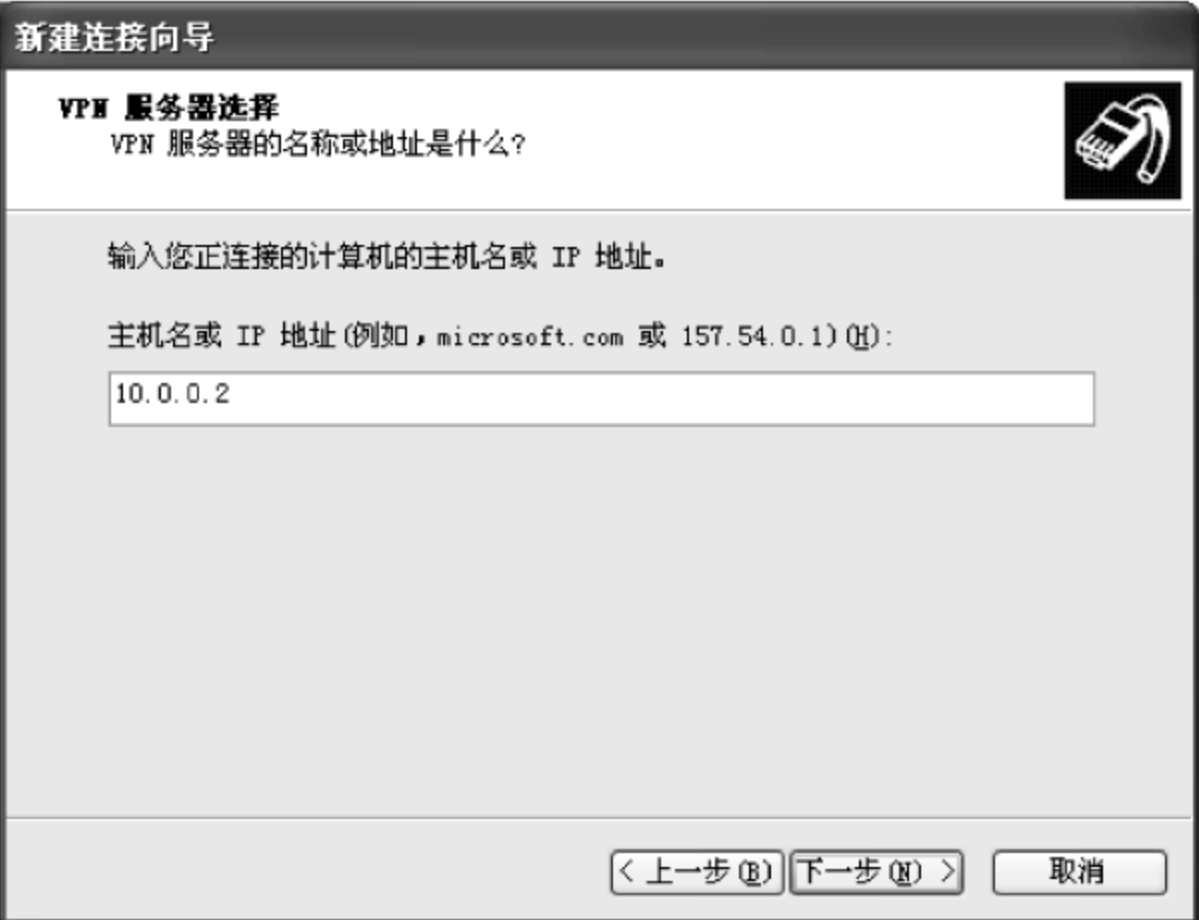 新建连接向导
VPN 服务器选择
VPN 服务器的名称或地址是什么?
输入您正连接的计算机的主机名或 IP 地址。
主机名或 IP 地址(例如，microsoft.com 或 157.54.0.1)(H):
10.0.0.2
< 上一步(B) 下一步(N) > 取消